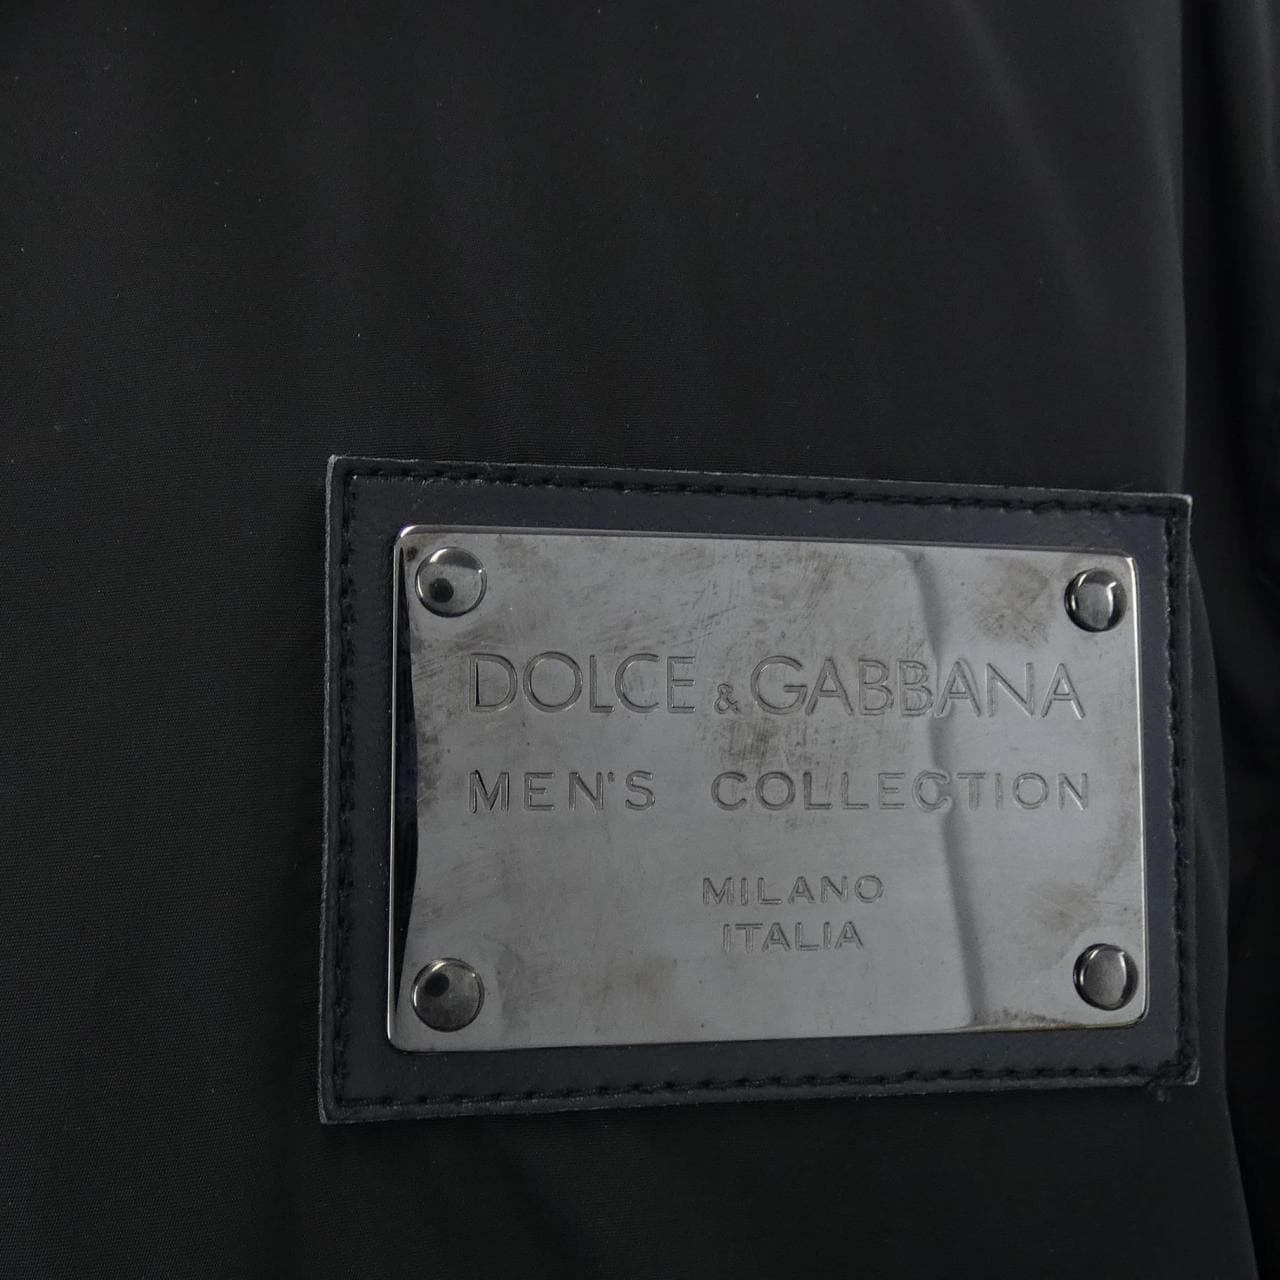 DOLCE & GABBANA
MEN'S COLLECTION
MILANO
ITALIA